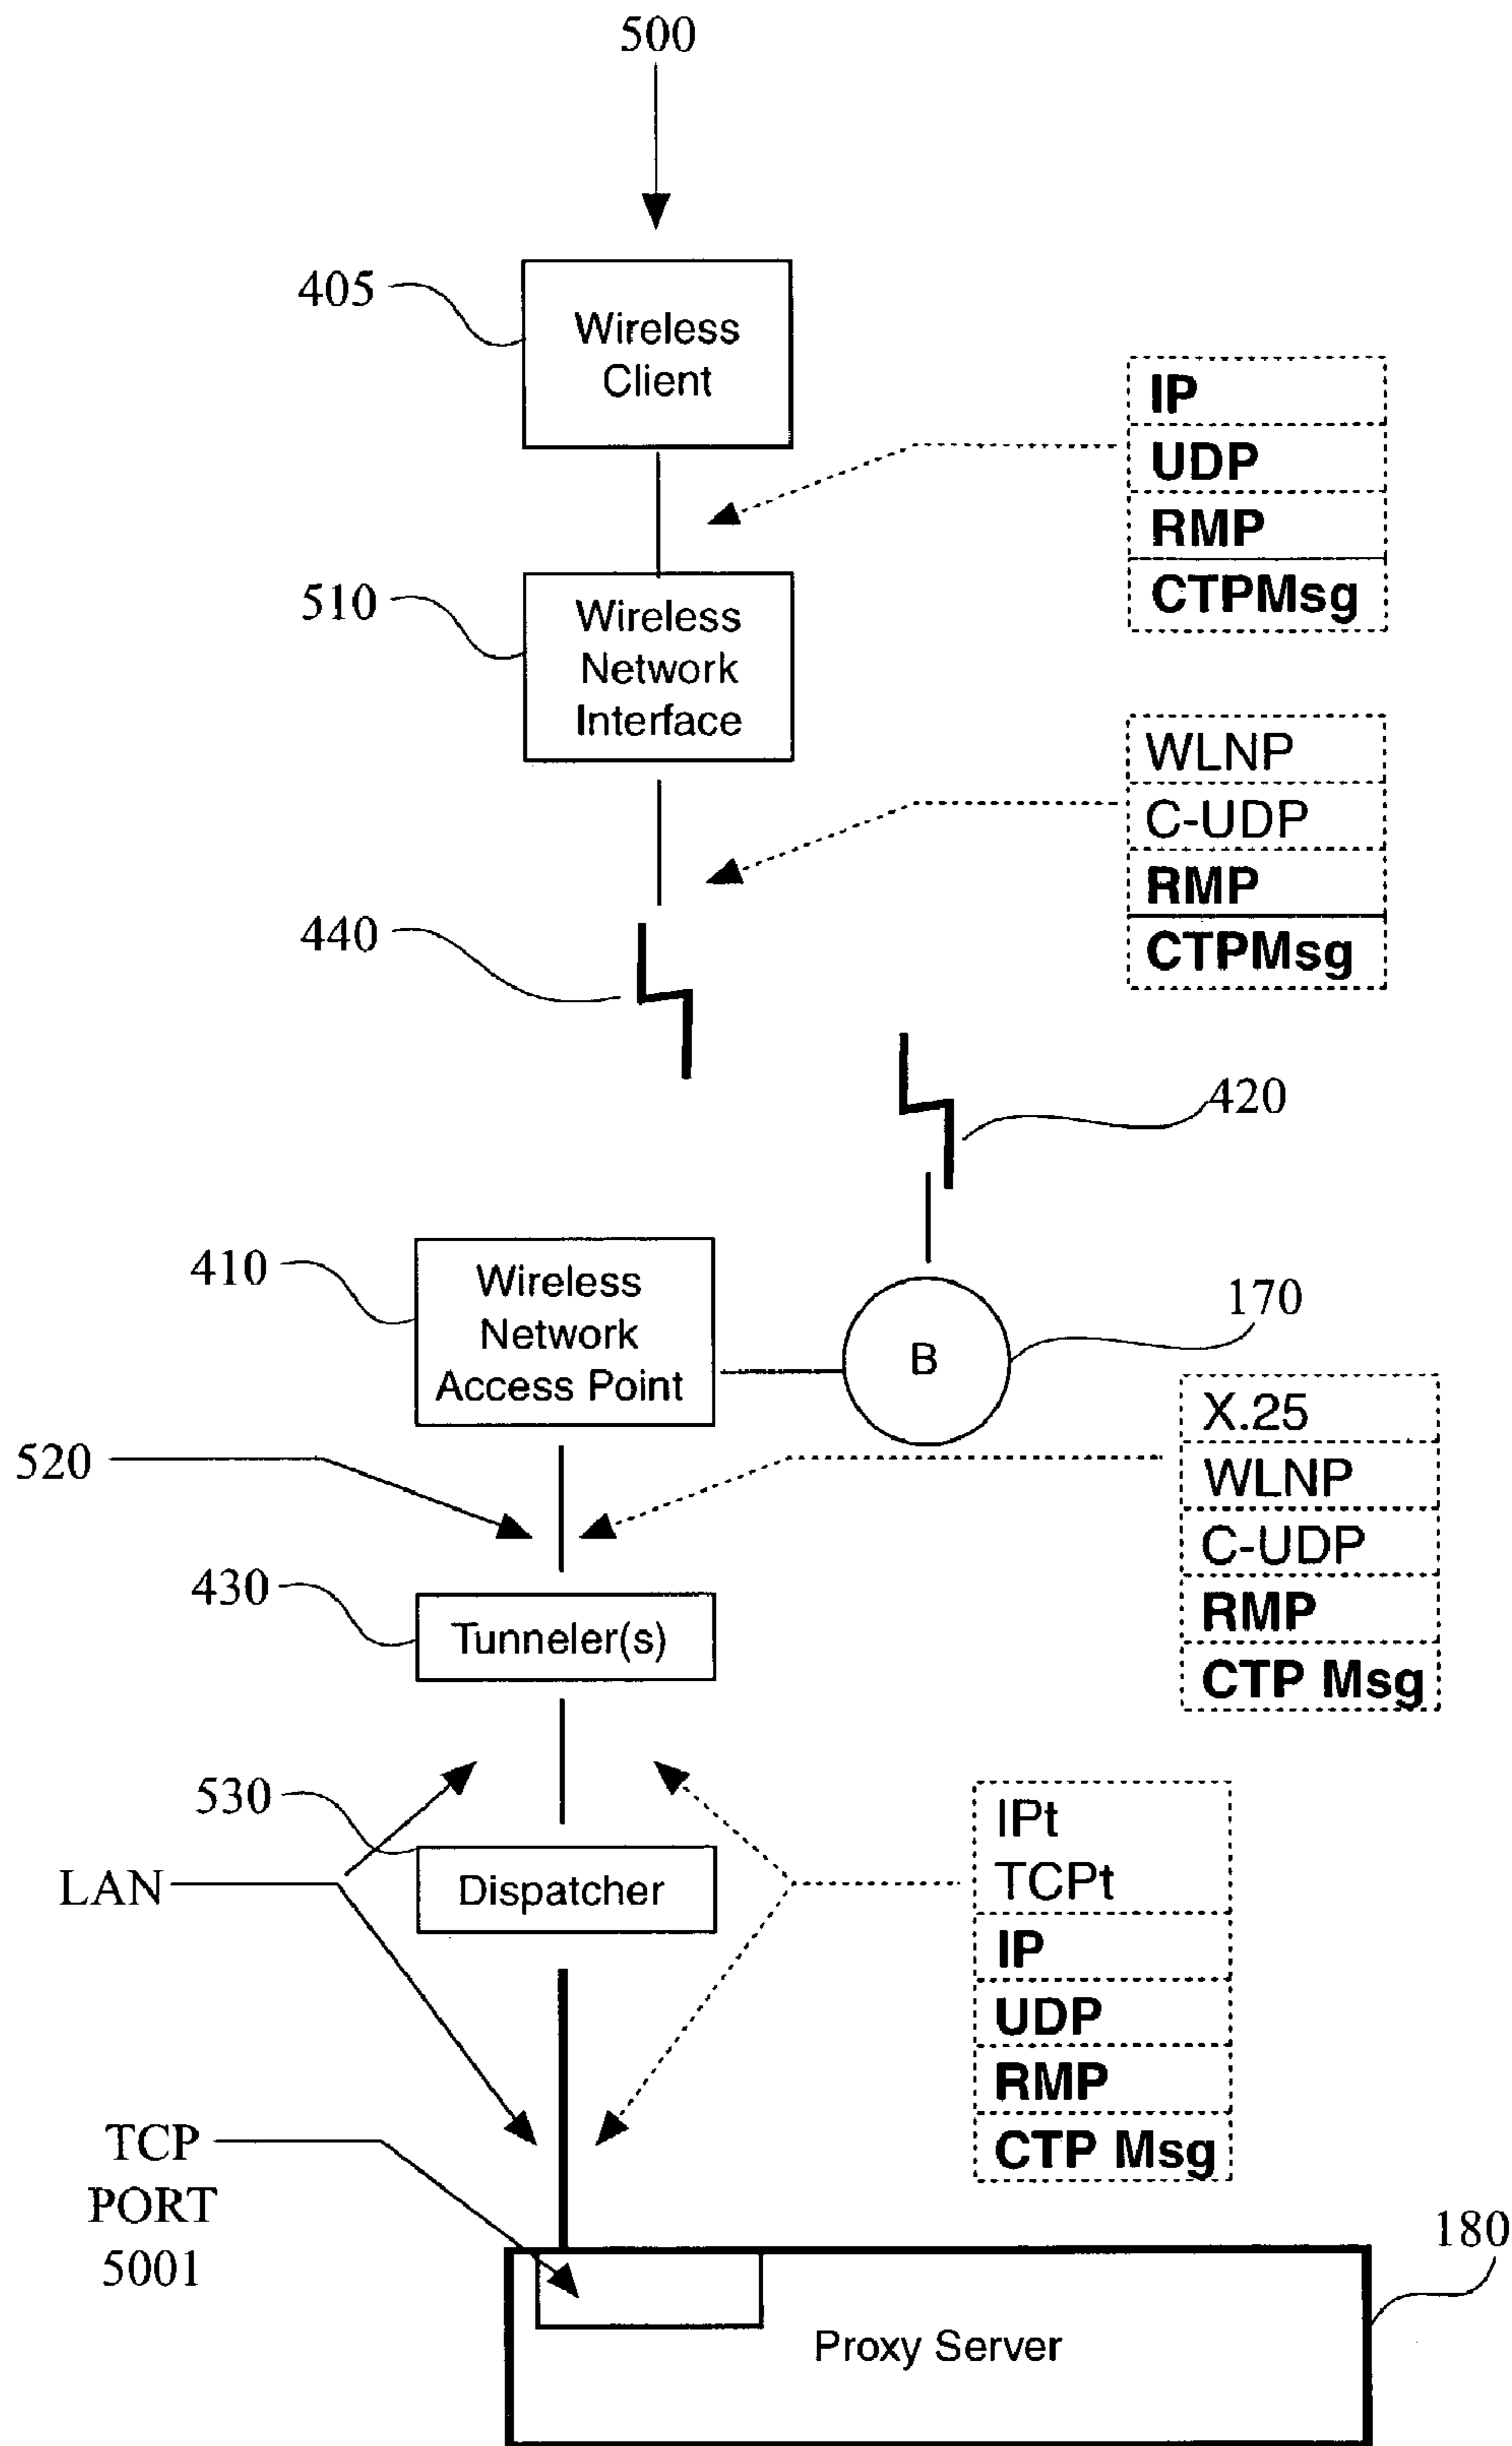 500
405
Wireless
Client
IP
UDP
RMP
CTPMsg
510
Wireless
Network
Interface
WLNP
C-UDP
RMP
CTPMsg
440
420
410
Wireless
Network
Access Point
B
170
520
X.25
WLNP
C-UDP
RMP
CTP Msg
430
Tunneler(s)
530
LAN
Dispatcher
IPt
TCPt
IP
UDP
RMP
CTP Msg
TCP
PORT
5001
180
Proxy Server